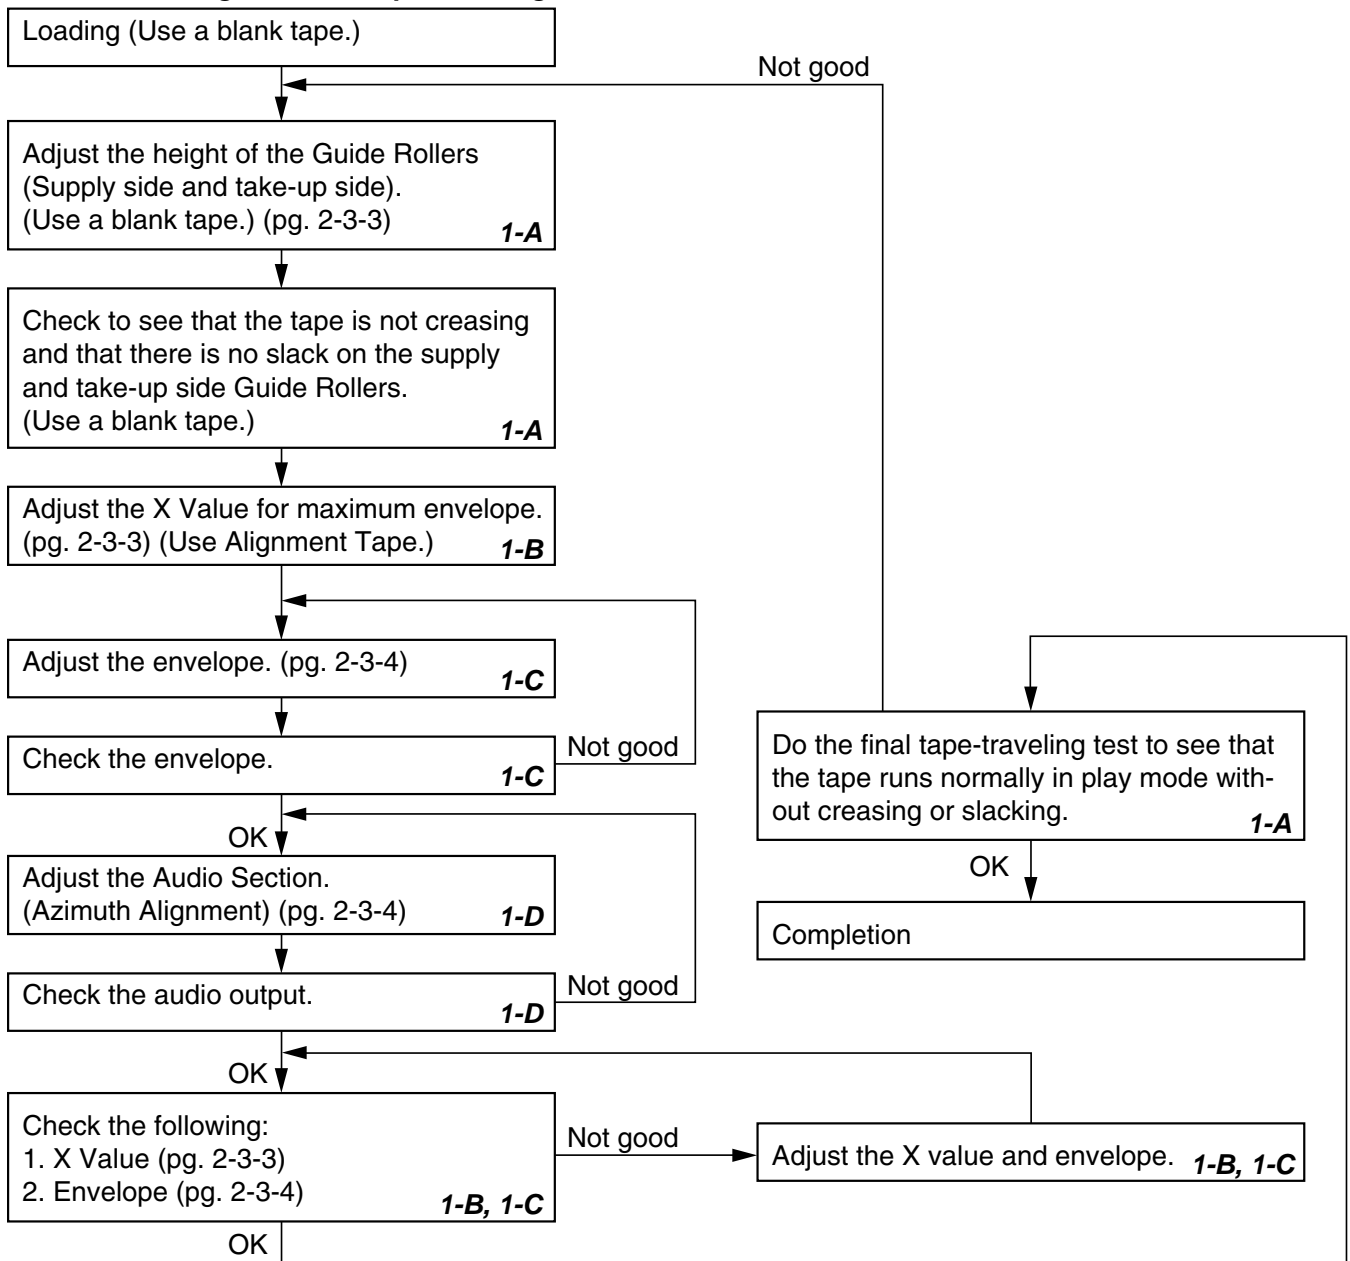 Loading (Use a blank tape.)
Not good
Adjust the height of the Guide Rollers
(Supply side and take-up side).
(Use a blank tape.) (pg. 2-3-3)
1-A
Check to see that the tape is not creasing
and that there is no slack on the supply
and take-up side Guide Rollers.
(Use a blank tape.)
1-A
Adjust the X Value for maximum envelope.
(pg. 2-3-3) (Use Alignment Tape.)
1-B
Adjust the envelope. (pg. 2-3-4)
1-C
Check the envelope.
1-C
Not good
OK
Adjust the Audio Section.
(Azimuth Alignment) (pg. 2-3-4)
1-D
Check the audio output.
1-D
Not good
OK
Check the following:
1. X Value (pg. 2-3-3)
2. Envelope (pg. 2-3-4)
1-B, 1-C
Not good
Adjust the X value and envelope.
1-B, 1-C
OK
Do the final tape-traveling test to see that
the tape runs normally in play mode with-
out creasing or slacking.
1-A
OK
Completion